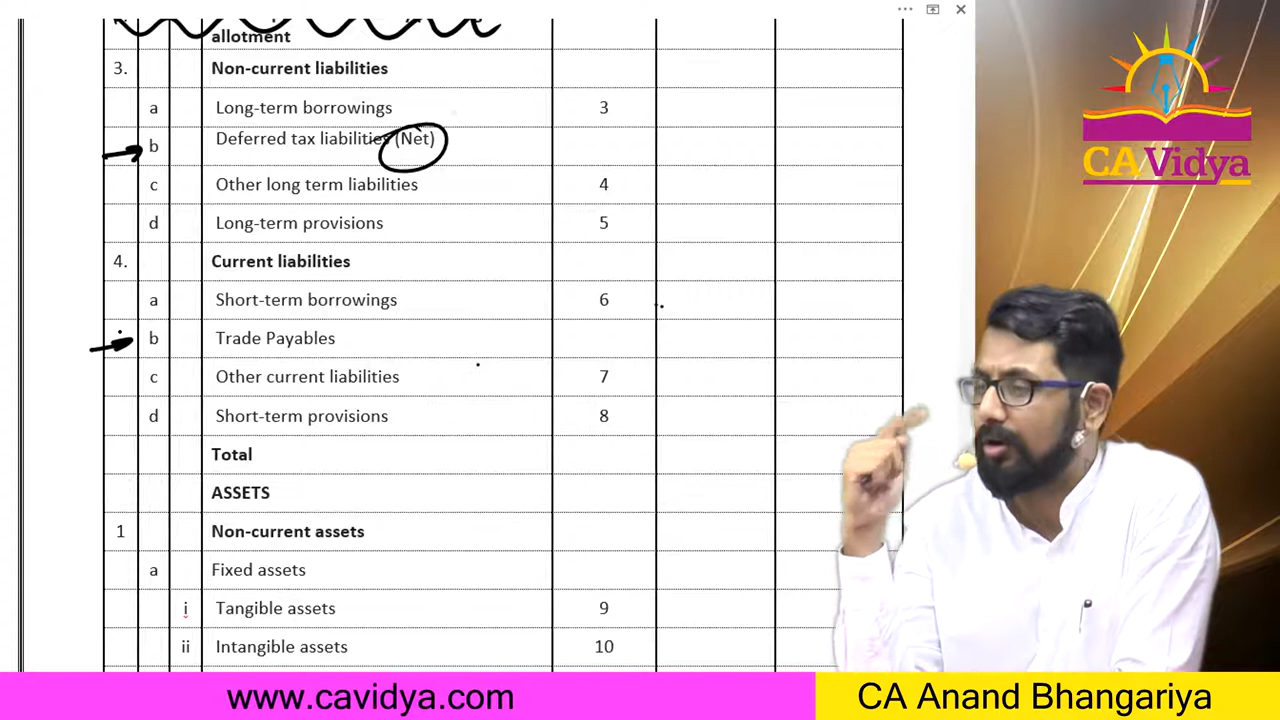 allotment
3. Non-current liabilities
a Long-term borrowings 3
b Deferred tax liabilities (Net)
c Other long term liabilities 4
d Long-term provisions 5
4. Current liabilities
a Short-term borrowings 6
b Trade Payables
c Other current liabilities 7
d Short-term provisions 8
Total
ASSETS
1 Non-current assets
a Fixed assets
i Tangible assets 9
ii Intangible assets 10
CA Vidya
www.cavidya.com
CA Anand Bhangariya